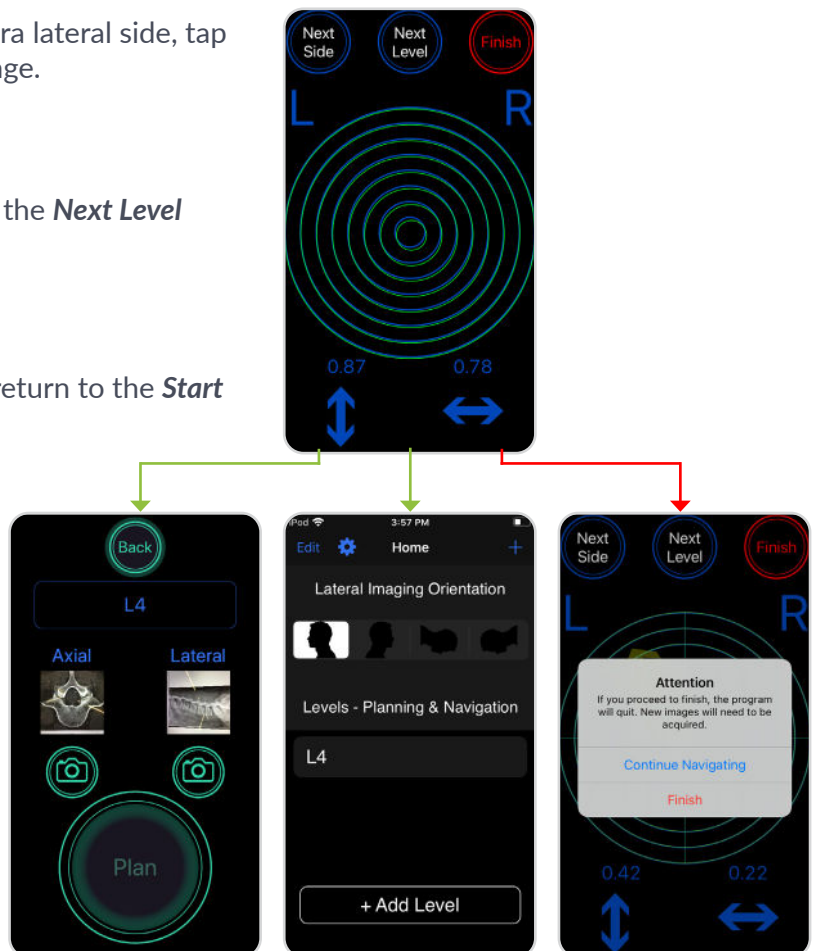 ra lateral side, tap
ge.
the Next Level
return to the Start
Next Side
Next Level
Finish
L
R
0.87
0.78
Back
L4
Axial
Lateral
Plan
iPod
3:57 PM
Edit
Home
+
Lateral Imaging Orientation
Levels - Planning & Navigation
L4
+ Add Level
Next Side
Next Level
Finish
L
R
Attention
If you proceed to finish, the program
will quit. New images will need to be
acquired.
Continue Navigating
Finish
0.42
0.22